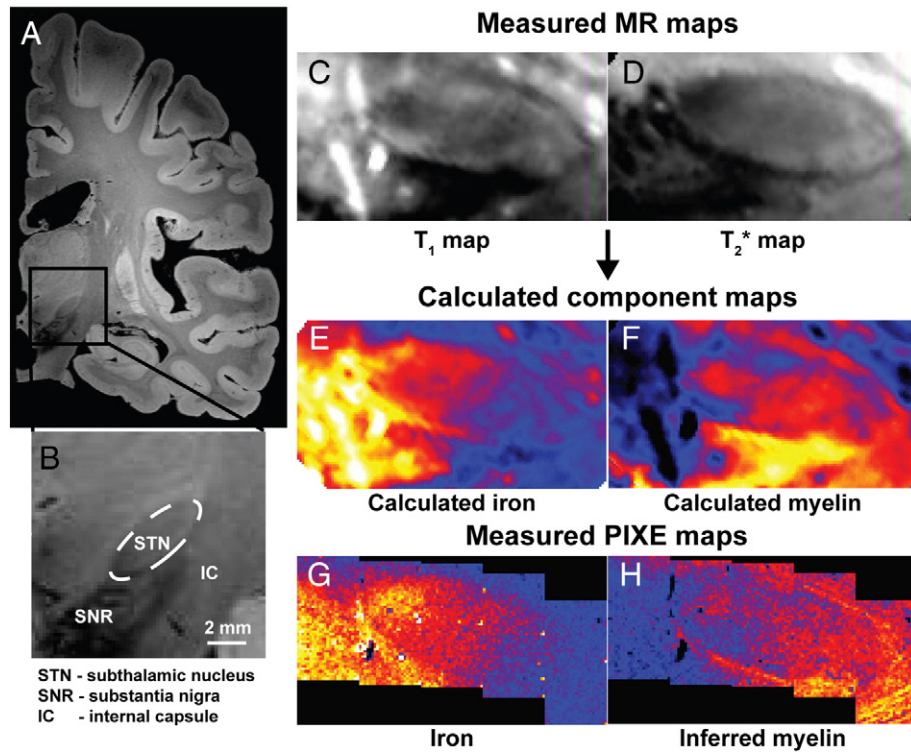 A
Measured MR maps
C
D
T₁ map
T₂* map
Calculated component maps
E
F
Calculated iron
Calculated myelin
B
STN
IC
SNR
2 mm
STN - subthalamic nucleus
SNR - substantia nigra
IC - internal capsule
Measured PIXE maps
G
H
Iron
Inferred myelin